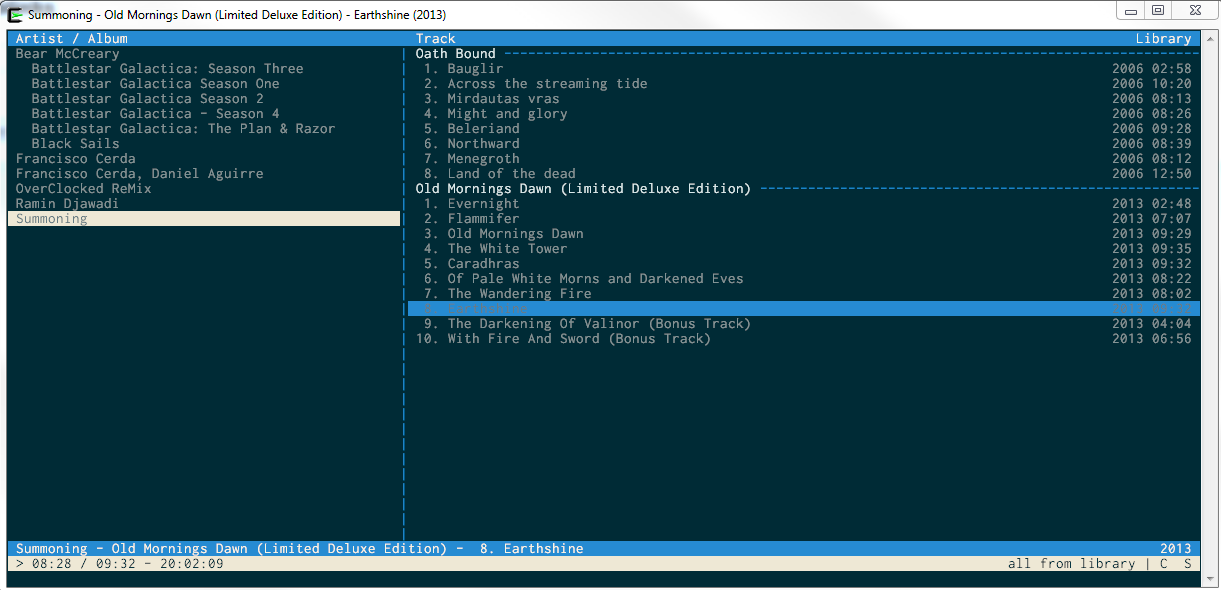 Summoning - Old Mornings Dawn (Limited Deluxe Edition) - Earthshine (2013)
Artist / Album
Bear McCreary
Battlestar Galactica: Season Three
Battlestar Galactica Season One
Battlestar Galactica Season 2
Battlestar Galactica - Season 4
Battlestar Galactica: The Plan & Razor
Black Sails
Francisco Cerda
Francisco Cerda, Daniel Aguirre
OverClocked ReMix
Ramin Djawadi
Summoning
Track Library
Oath Bound
1. Bauglir 2006 02:58
2. Across the streaming tide 2006 10:20
3. Mirdautas vras 2006 08:13
4. Might and glory 2006 08:26
5. Beleriand 2006 09:28
6. Northward 2006 08:39
7. Menegroth 2006 08:12
8. Land of the dead 2006 12:50
Old Mornings Dawn (Limited Deluxe Edition)
1. Evernight 2013 02:48
2. Flammifer 2013 07:07
3. Old Mornings Dawn 2013 09:29
4. The White Tower 2013 09:35
5. Caradhras 2013 09:32
6. Of Pale White Morns and Darkened Eves 2013 08:22
7. The Wandering Fire 2013 08:02
8. Earthshine 2013 09:32
9. The Darkening Of Valinor (Bonus Track) 2013 04:04
10. With Fire And Sword (Bonus Track) 2013 06:56
Summoning - Old Mornings Dawn (Limited Deluxe Edition) - 8. Earthshine 2013
> 08:28 / 09:32 - 20:02:09 all from library | C S